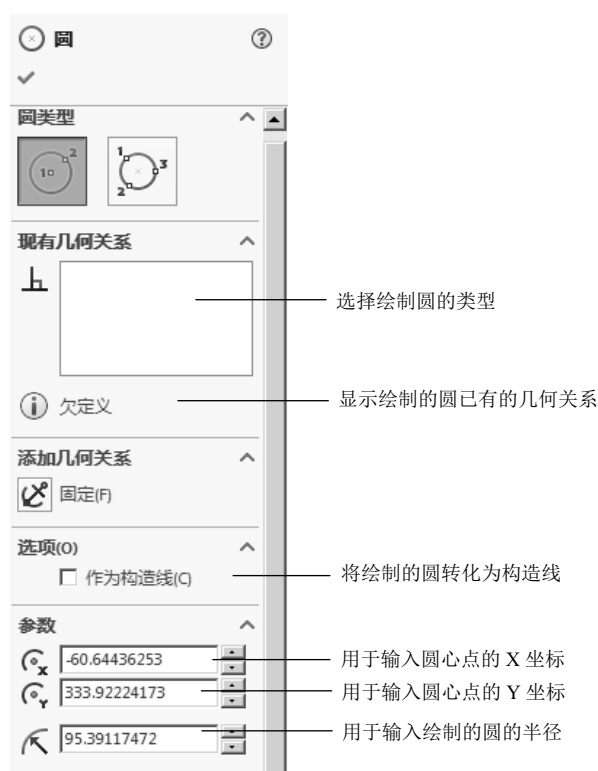 圆
圆类型
1 2
1 2 3
现有几何关系
选择绘制圆的类型
欠定义
显示绘制的圆已有的几何关系
添加几何关系
固定(F)
选项(O)
作为构造线(C)
将绘制的圆转化为构造线
参数
X -60.64436253
用于输入圆心点的 X 坐标
Y 333.92224173
用于输入圆心点的 Y 坐标
95.39117472
用于输入绘制的圆的半径